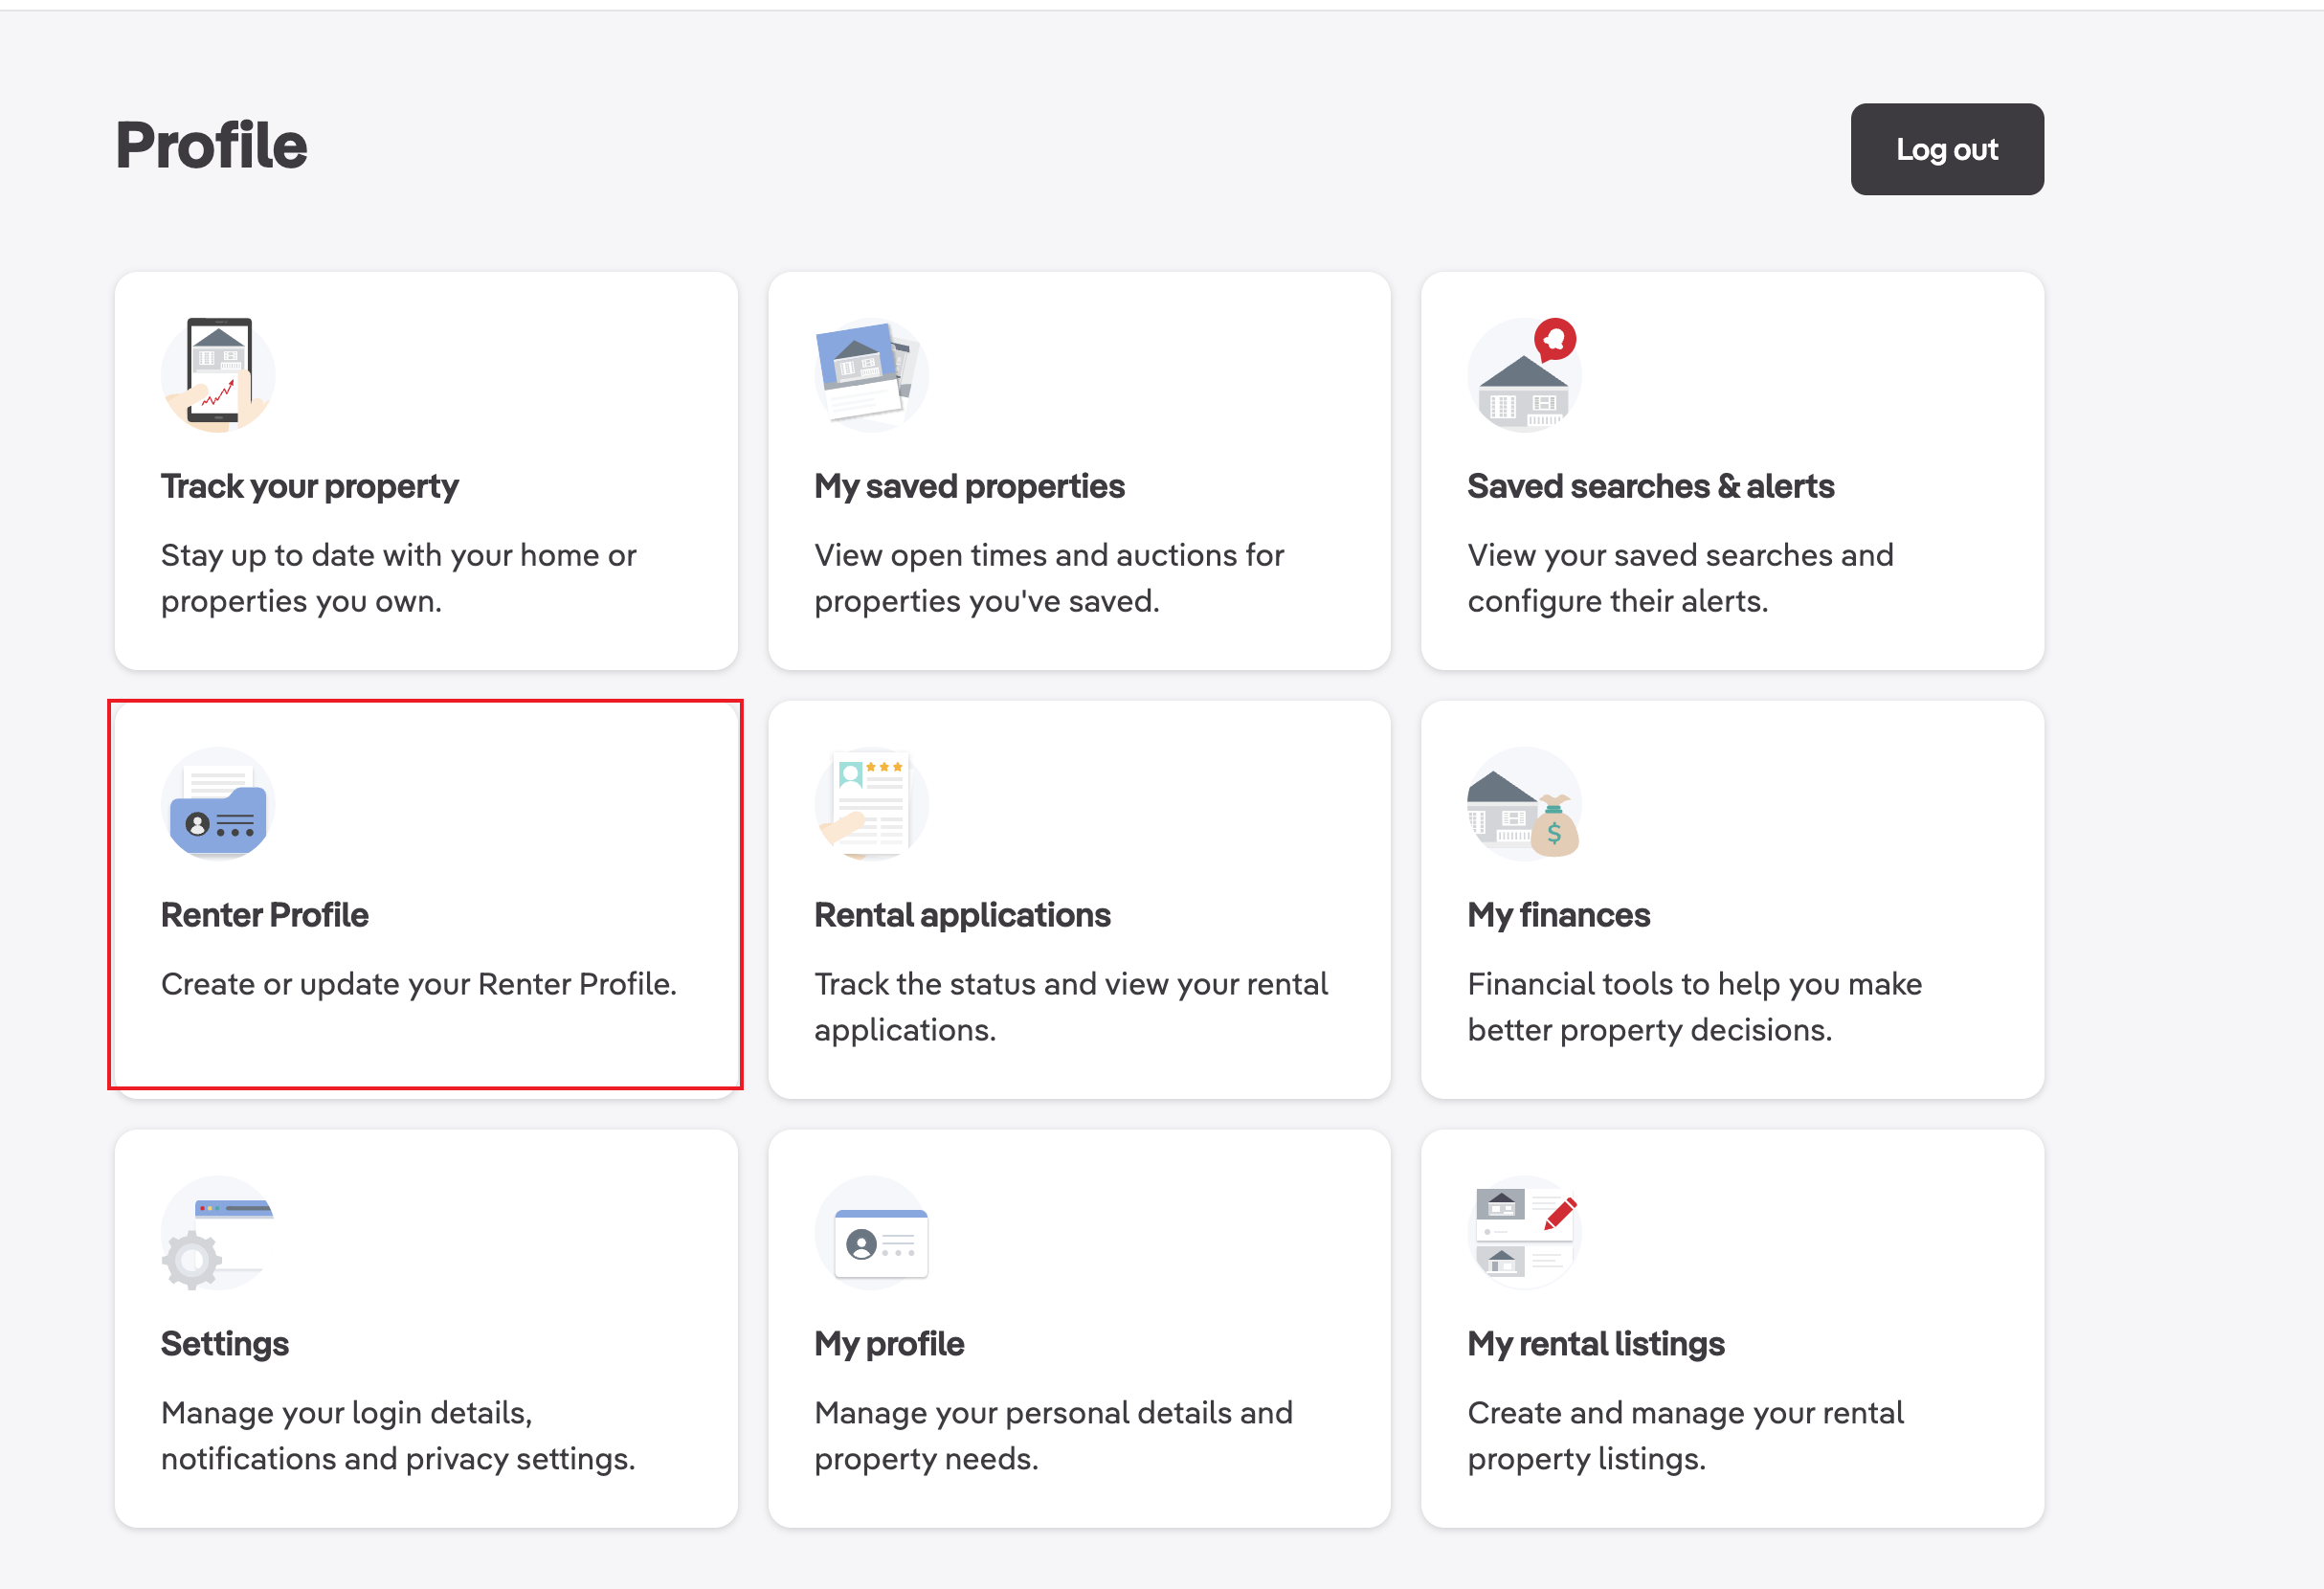 Profile
Log out
Track your property
Stay up to date with your home or
properties you own.
My saved properties
View open times and auctions for
properties you've saved.
Saved searches & alerts
View your saved searches and
configure their alerts.
Renter Profile
Create or update your Renter Profile.
Rental applications
Track the status and view your rental
applications.
My finances
Financial tools to help you make
better property decisions.
Settings
Manage your login details,
notifications and privacy settings.
My profile
Manage your personal details and
property needs.
My rental listings
Create and manage your rental
property listings.